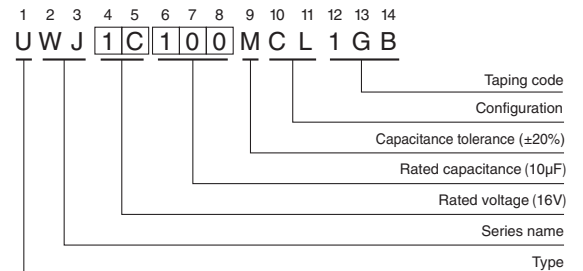 1 2 3 4 5 6 7 8 9 10 11 12 13 14
U W J 1 C 1 0 0 M C L 1 G B
Taping code
Configuration
Capacitance tolerance (±20%)
Rated capacitance (10µF)
Rated voltage (16V)
Series name
Type